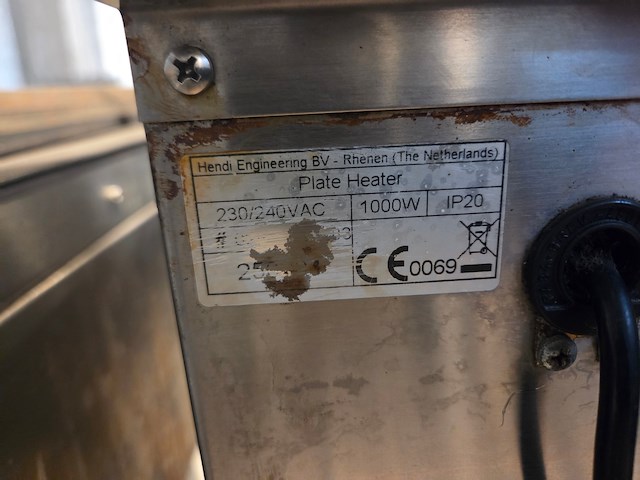 Hendi Engineering BV - Rhenen (The Netherlands)
Plate Heater
230/240VAC 1000W IP20
CE 0069